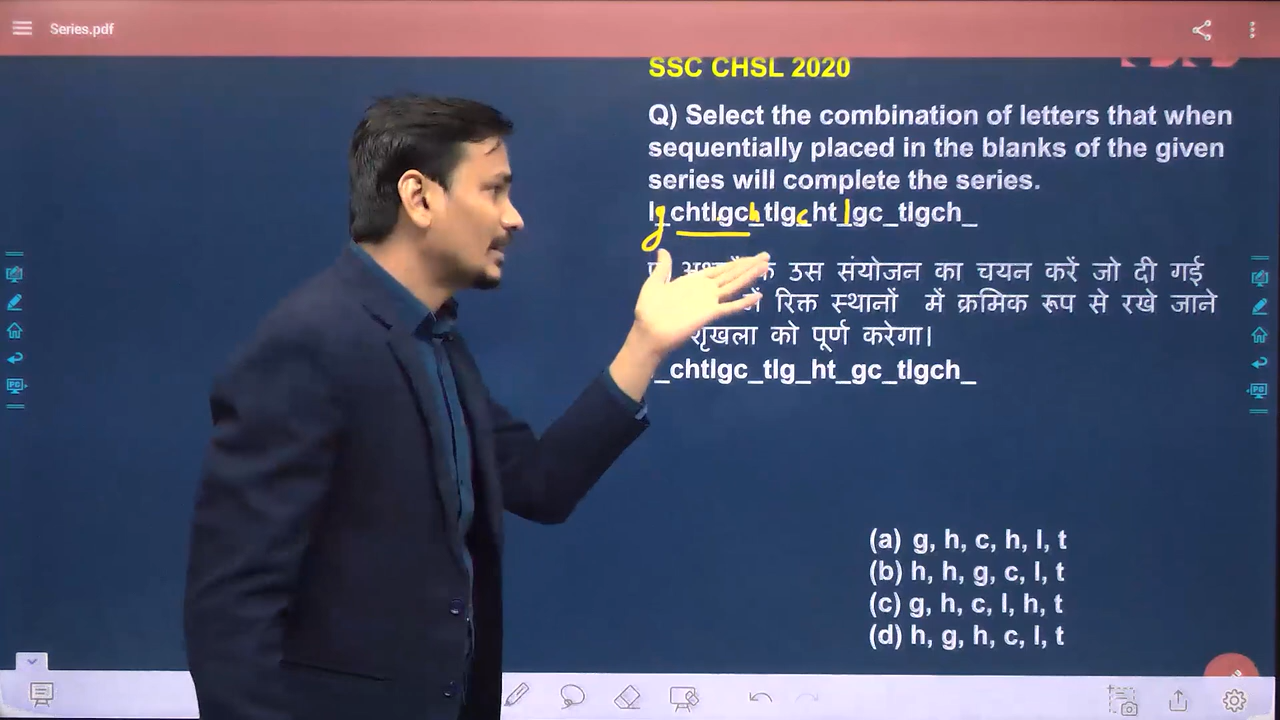 Series.pdf
SSC CHSL 2020
Q) Select the combination of letters that when
sequentially placed in the blanks of the given
series will complete the series.
l_chtlgc_tlg_ht_gc_tlgch_
g h c l
उस संयोजन का चयन करें जो दी गई
रिक्त स्थानों में क्रमिक रूप से रखे जाने
को पूर्ण करेगा।
_chtlgc_tlg_ht_gc_tlgch_
(a) g, h, c, h, l, t
(b) h, h, g, c, l, t
(c) g, h, c, l, h, t
(d) h, g, h, c, l, t